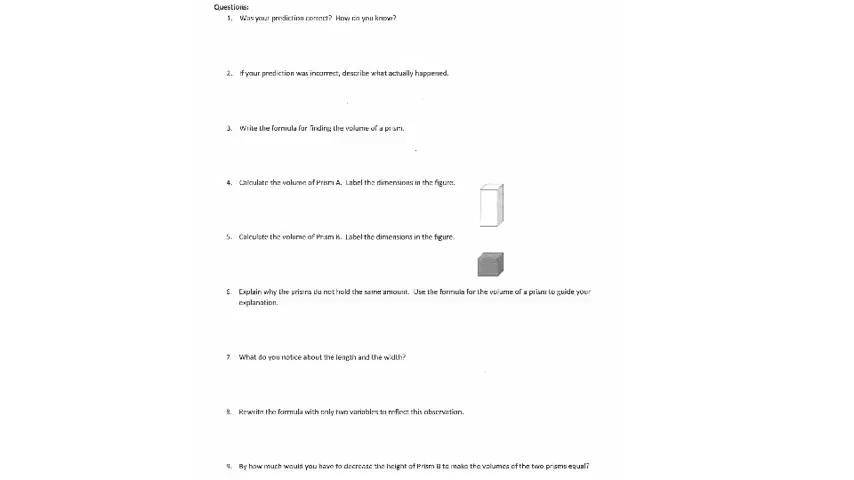 Questions:
1. Was your prediction correct? How do you know?
2. If your prediction was incorrect, describe what actually happened.
3. Write the formula for finding the volume of a prism.
4. Calculate the volume of Prism A. Label the dimensions in the figure.
5. Calculate the volume of Prism B. Label the dimensions in the figure.
6. Explain why the prisms do not hold the same amount. Use the formula for the volume of a prism to guide your
explanation.
7. What do you notice about the length and the width?
8. Rewrite the formula with only two variables to reflect this observation.
9. By how much would you have to decrease the height of Prism B to make the volumes of the two prisms equal?